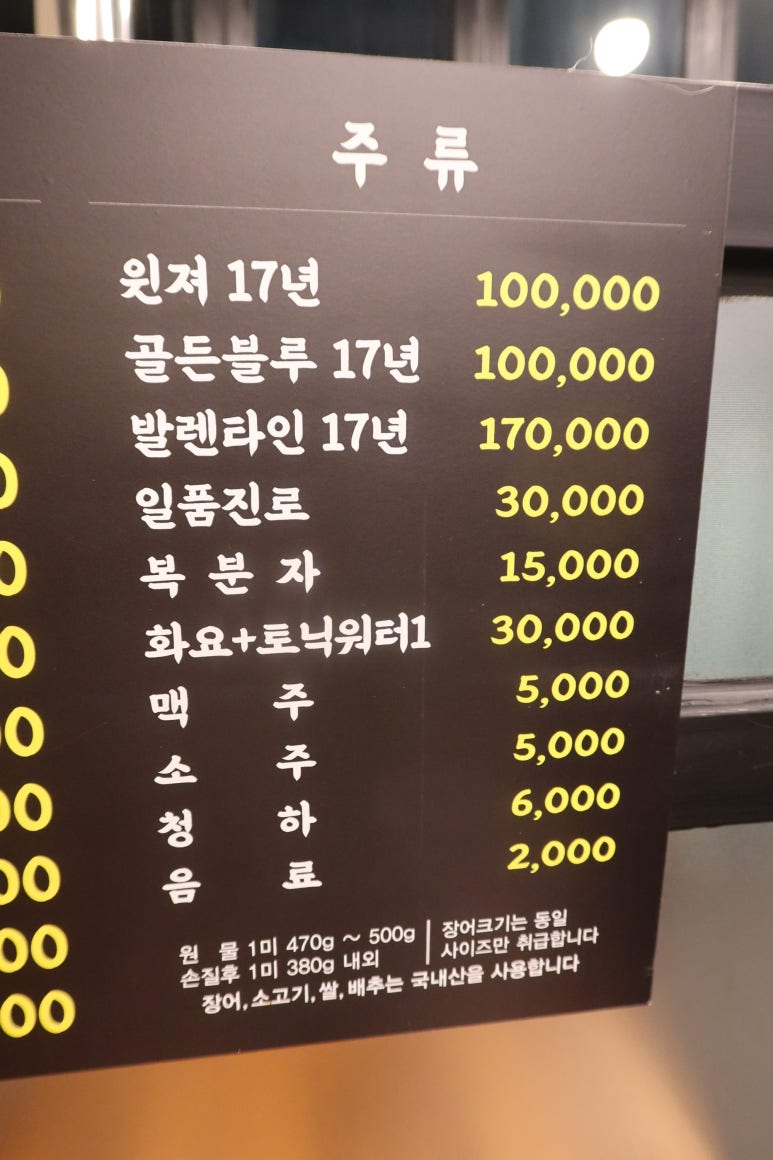 주 류
윗져 17년 100,000
골든블루 17년 100,000
발렌타인 17년 170,000
일품진로 30,000
복 분 자 15,000
화요+토닉워터1 30,000
맥 주 5,000
소 주 5,000
청 하 6,000
음 료 2,000
원 물 1미 470g ~ 500g
손질후 1미 380g 내외
장어크기는 동일
사이즈만 취급합니다
장어, 소고기, 쌀, 배추는 국내산을 사용합니다